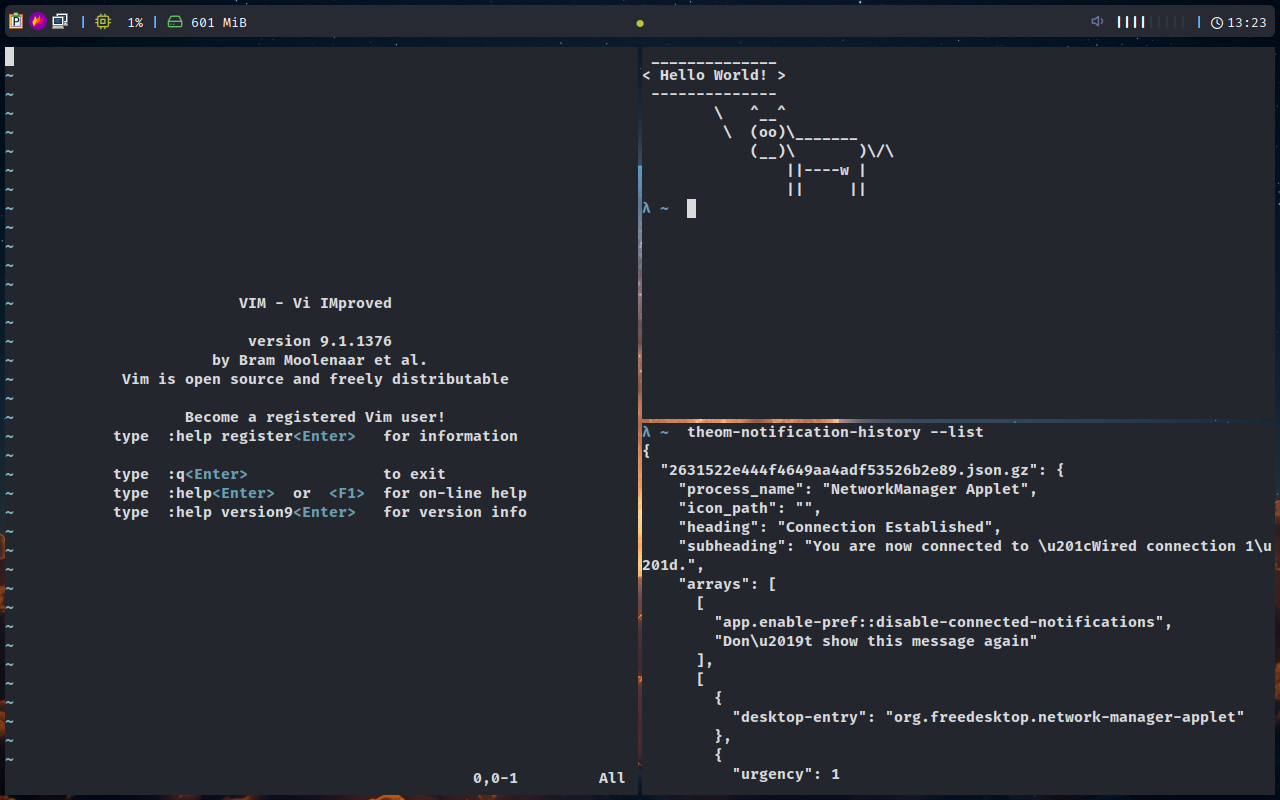 1% | 601 MiB
| 13:23
~
~
~
~
~
~
~
~
~
~
~
~
~ VIM - Vi IMproved
~
~ version 9.1.1376
~ by Bram Moolenaar et al.
~ Vim is open source and freely distributable
~
~ Become a registered Vim user!
~ type  :help register<Enter>   for information
~
~ type  :q<Enter>               to exit
~ type  :help<Enter>  or  <F1>  for on-line help
~ type  :help version9<Enter>   for version info
~
~
~
~
~
~
~
~
~
~
~
~
~
0,0-1         All
 ______________
< Hello World! >
 --------------
        \   ^__^
         \  (oo)\_______
            (__)\       )\/\
                ||----w |
                ||     ||
λ ~
λ ~  theom-notification-history --list
{
  "2631522e444f4649aa4adf53526b2e89.json.gz": {
    "process_name": "NetworkManager Applet",
    "icon_path": "",
    "heading": "Connection Established",
    "subheading": "You are now connected to \u201cWired connection 1\u
201d.",
    "arrays": [
      [
        "app.enable-pref::disable-connected-notifications",
        "Don\u2019t show this message again"
      ],
      [
        {
          "desktop-entry": "org.freedesktop.network-manager-applet"
        },
        {
          "urgency": 1